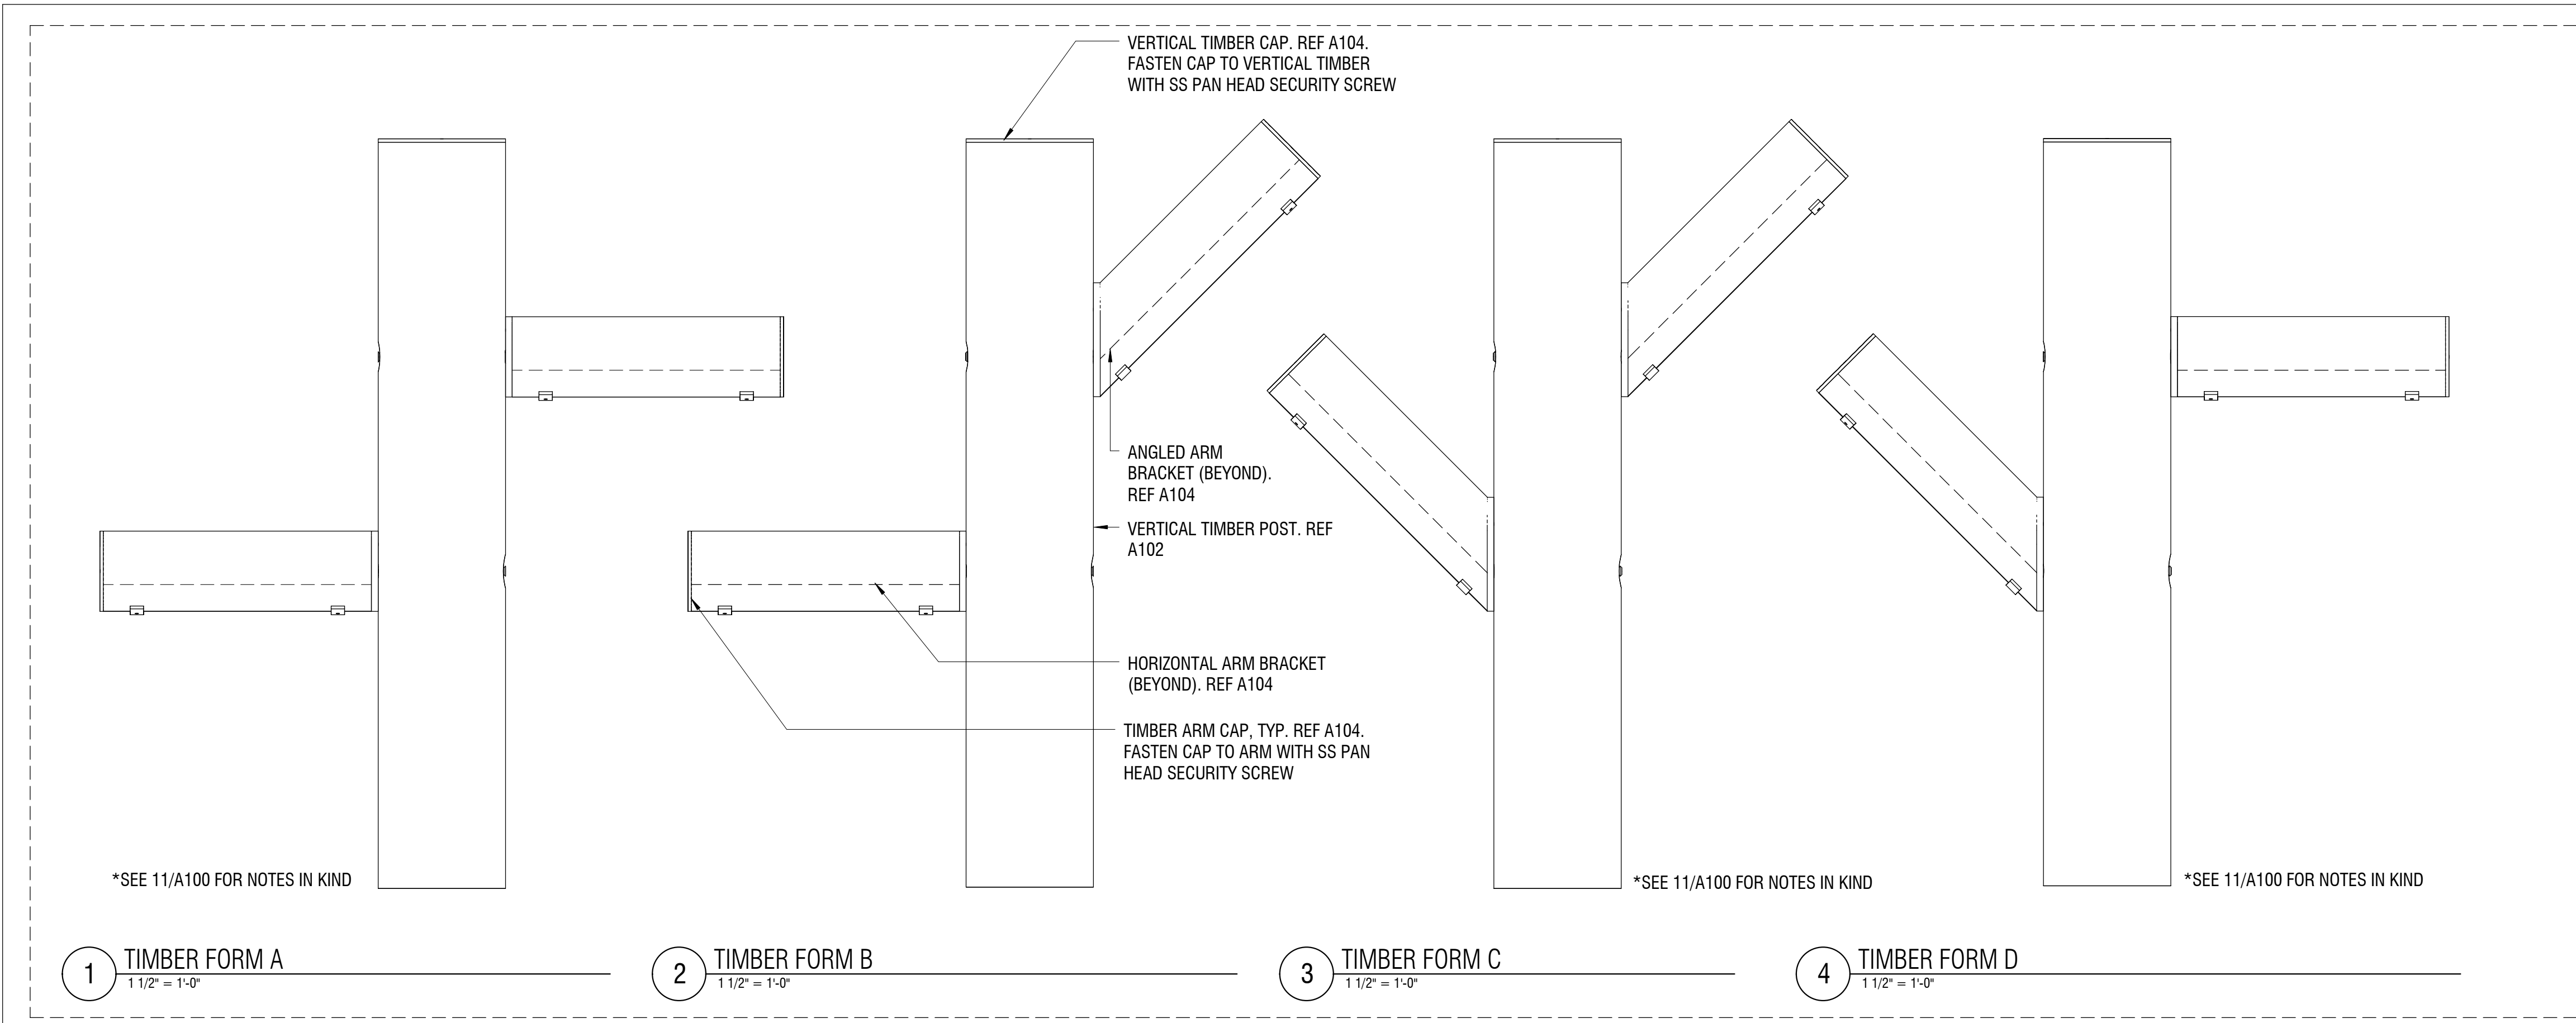 VERTICAL TIMBER CAP. REF A104.
FASTEN CAP TO VERTICAL TIMBER
WITH SS PAN HEAD SECURITY SCREW
ANGLED ARM
BRACKET (BEYOND).
REF A104
VERTICAL TIMBER POST. REF
A102
HORIZONTAL ARM BRACKET
(BEYOND). REF A104
TIMBER ARM CAP, TYP. REF A104.
FASTEN CAP TO ARM WITH SS PAN
HEAD SECURITY SCREW
*SEE 11/A100 FOR NOTES IN KIND
*SEE 11/A100 FOR NOTES IN KIND
*SEE 11/A100 FOR NOTES IN KIND
1 TIMBER FORM A
1 1/2" = 1'-0"
2 TIMBER FORM B
1 1/2" = 1'-0"
3 TIMBER FORM C
1 1/2" = 1'-0"
4 TIMBER FORM D
1 1/2" = 1'-0"